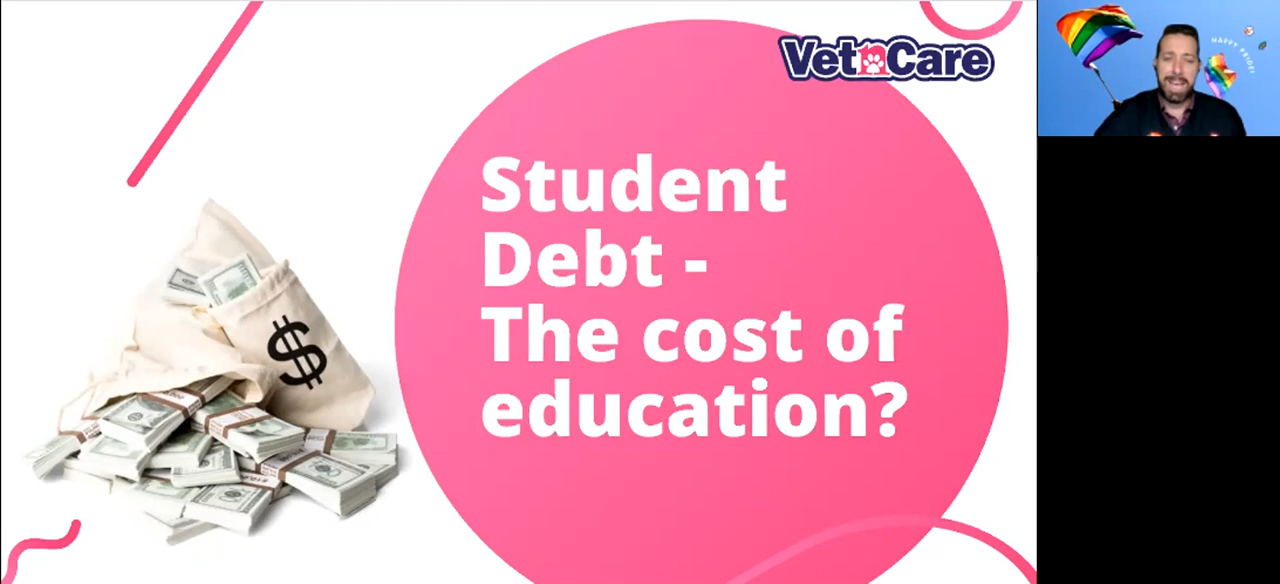 VetnCare
Student
Debt -
The cost of
education?
$
HAPPY PRIDE!